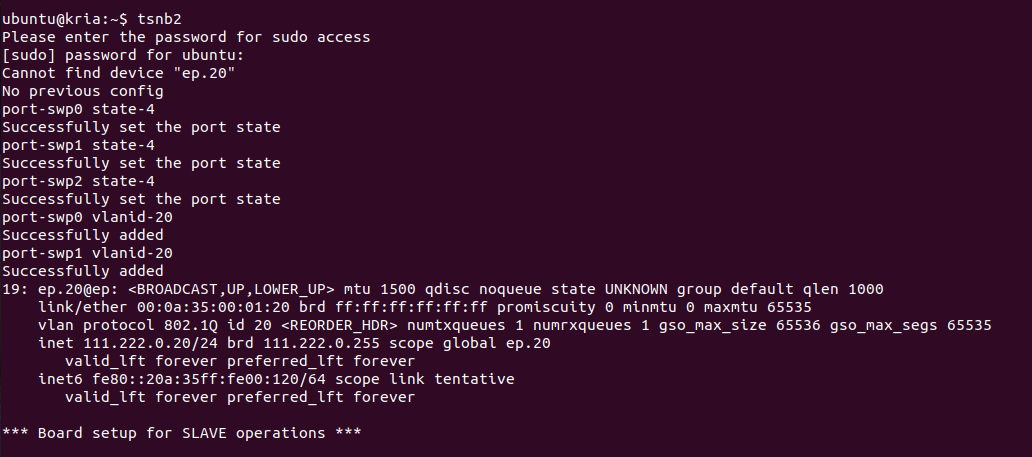 ubuntu@kria:~$ tsnb2
Please enter the password for sudo access
[sudo] password for ubuntu:
Cannot find device "ep.20"
No previous config
port-swp0 state-4
Successfully set the port state
port-swp1 state-4
Successfully set the port state
port-swp2 state-4
Successfully set the port state
port-swp0 vlanid-20
Successfully added
port-swp1 vlanid-20
Successfully added
19: ep.20@ep: <BROADCAST,UP,LOWER_UP> mtu 1500 qdisc noqueue state UNKNOWN group default qlen 1000
    link/ether 00:0a:35:00:01:20 brd ff:ff:ff:ff:ff:ff promiscuity 0 minmtu 0 maxmtu 65535
    vlan protocol 802.1Q id 20 <REORDER_HDR> numtxqueues 1 numrxqueues 1 gso_max_size 65536 gso_max_segs 65535
    inet 111.222.0.20/24 brd 111.222.0.255 scope global ep.20
       valid_lft forever preferred_lft forever
    inet6 fe80::20a:35ff:fe00:120/64 scope link tentative
       valid_lft forever preferred_lft forever
*** Board setup for SLAVE operations ***